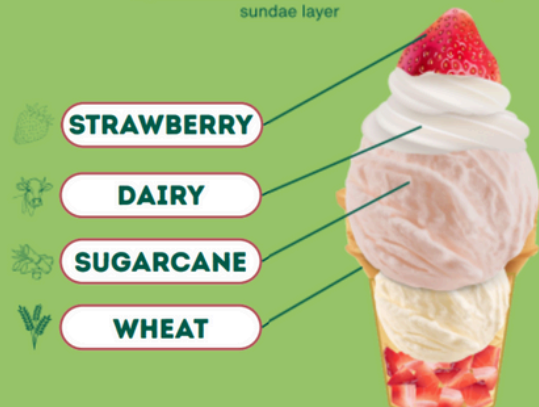 sundae layer
STRAWBERRY
DAIRY
SUGARCANE
WHEAT